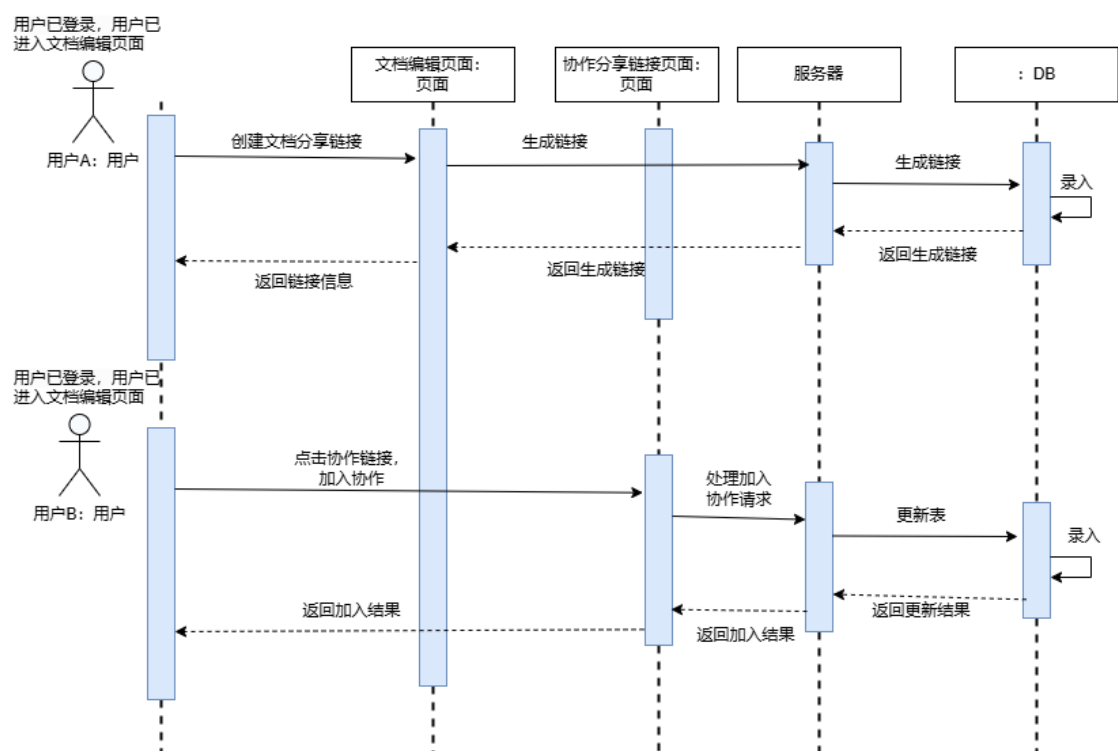 用户已登录，用户已
进入文档编辑页面
用户A：用户
文档编辑页面：
页面
协作分享链接页面：
页面
服务器
：DB
创建文档分享链接
生成链接
生成链接
录入
返回生成链接
返回生成链接
返回链接信息
用户已登录，用户已
进入文档编辑页面
用户B：用户
点击协作链接，
加入协作
处理加入
协作请求
更新表
录入
返回更新结果
返回加入结果
返回加入结果